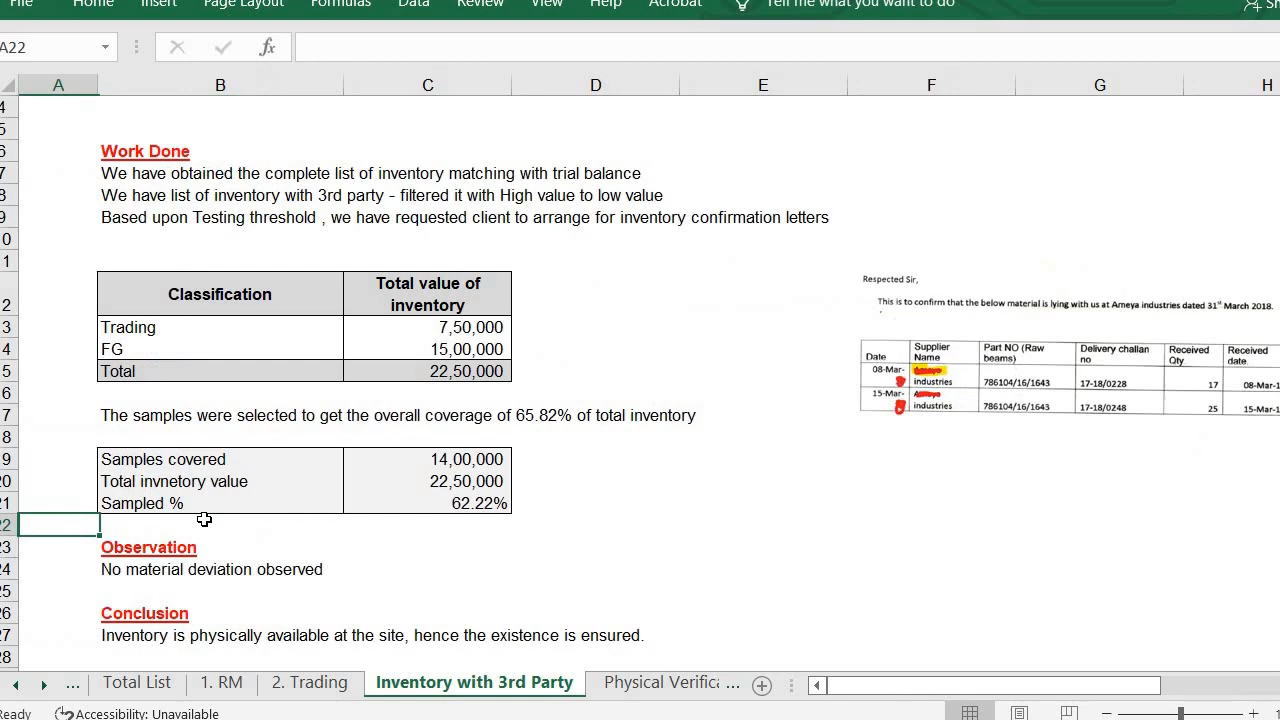 File Home Insert Page Layout Formulas Data Review View Help Acrobat Tell me what you want to do
A22 fx
A B C D E F G H
Work Done
We have obtained the complete list of inventory matching with trial balance
We have list of inventory with 3rd party - filtered it with High value to low value
Based upon Testing threshold , we have requested client to arrange for inventory confirmation letters
Classification Total value of inventory
Trading 7,50,000
FG 15,00,000
Total 22,50,000
The samples were selected to get the overall coverage of 65.82% of total inventory
Samples covered 14,00,000
Total invnetory value 22,50,000
Sampled % 62.22%
Observation
No material deviation observed
Conclusion
Inventory is physically available at the site, hence the existence is ensured.
Respected Sir,
This is to confirm that the below material is lying with us at Ameya industries dated 31st March 2018.
Date Supplier Name Part NO (Raw beams) Delivery challan no Received Qty. Received date.
08-Mar- industries 786104/16/1643 17-18/0228 17 08-Mar-1
15-Mar- industries 786104/16/1643 17-18/0248 25 15-Mar-1
... Total List 1. RM 2. Trading Inventory with 3rd Party Physical Verifica ...
Ready Accessibility: Unavailable